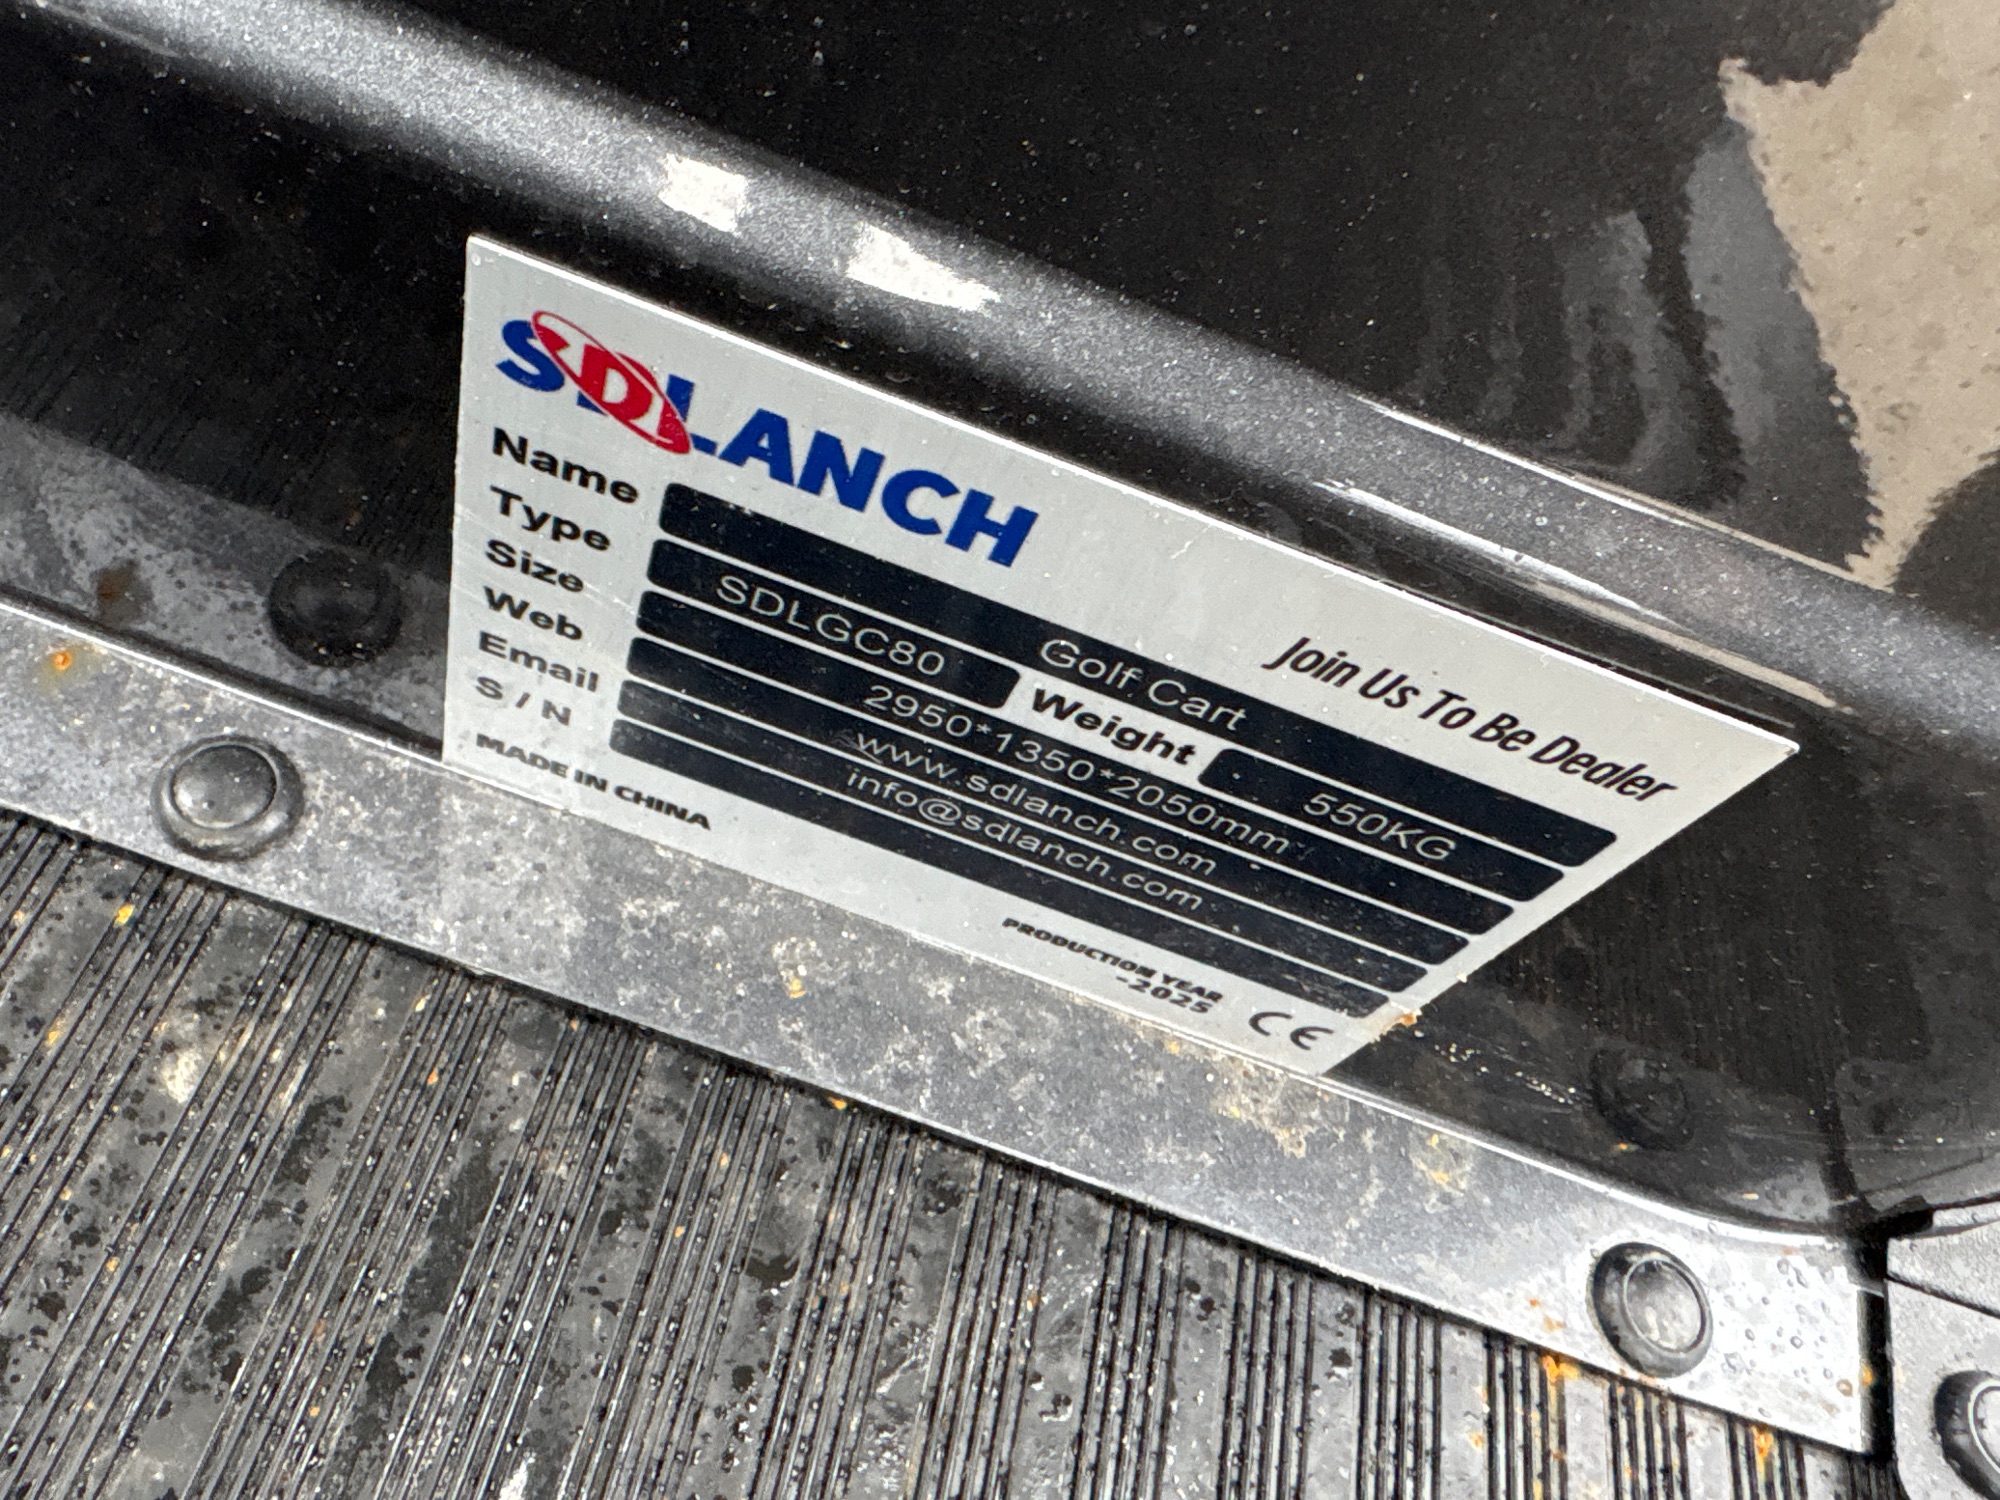 SDLANCH
Join Us To Be Dealer
Name Golf Cart
Type SDLGC80 Weight 550KG
Size 2950*1350*2050mm
Web www.sdlanch.com
Email info@sdlanch.com
S / N
MADE IN CHINA
PRODUCTION YEAR
-2025
CE